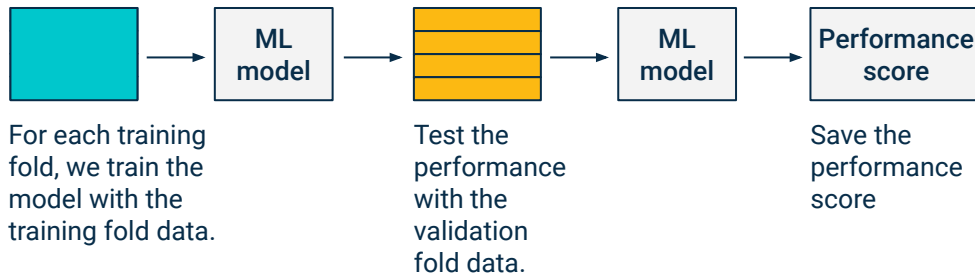 ML
model
ML
model
Performance
score
For each training
fold, we train the
model with the
training fold data.
Test the
performance
with the
validation
fold data.
Save the
performance
score